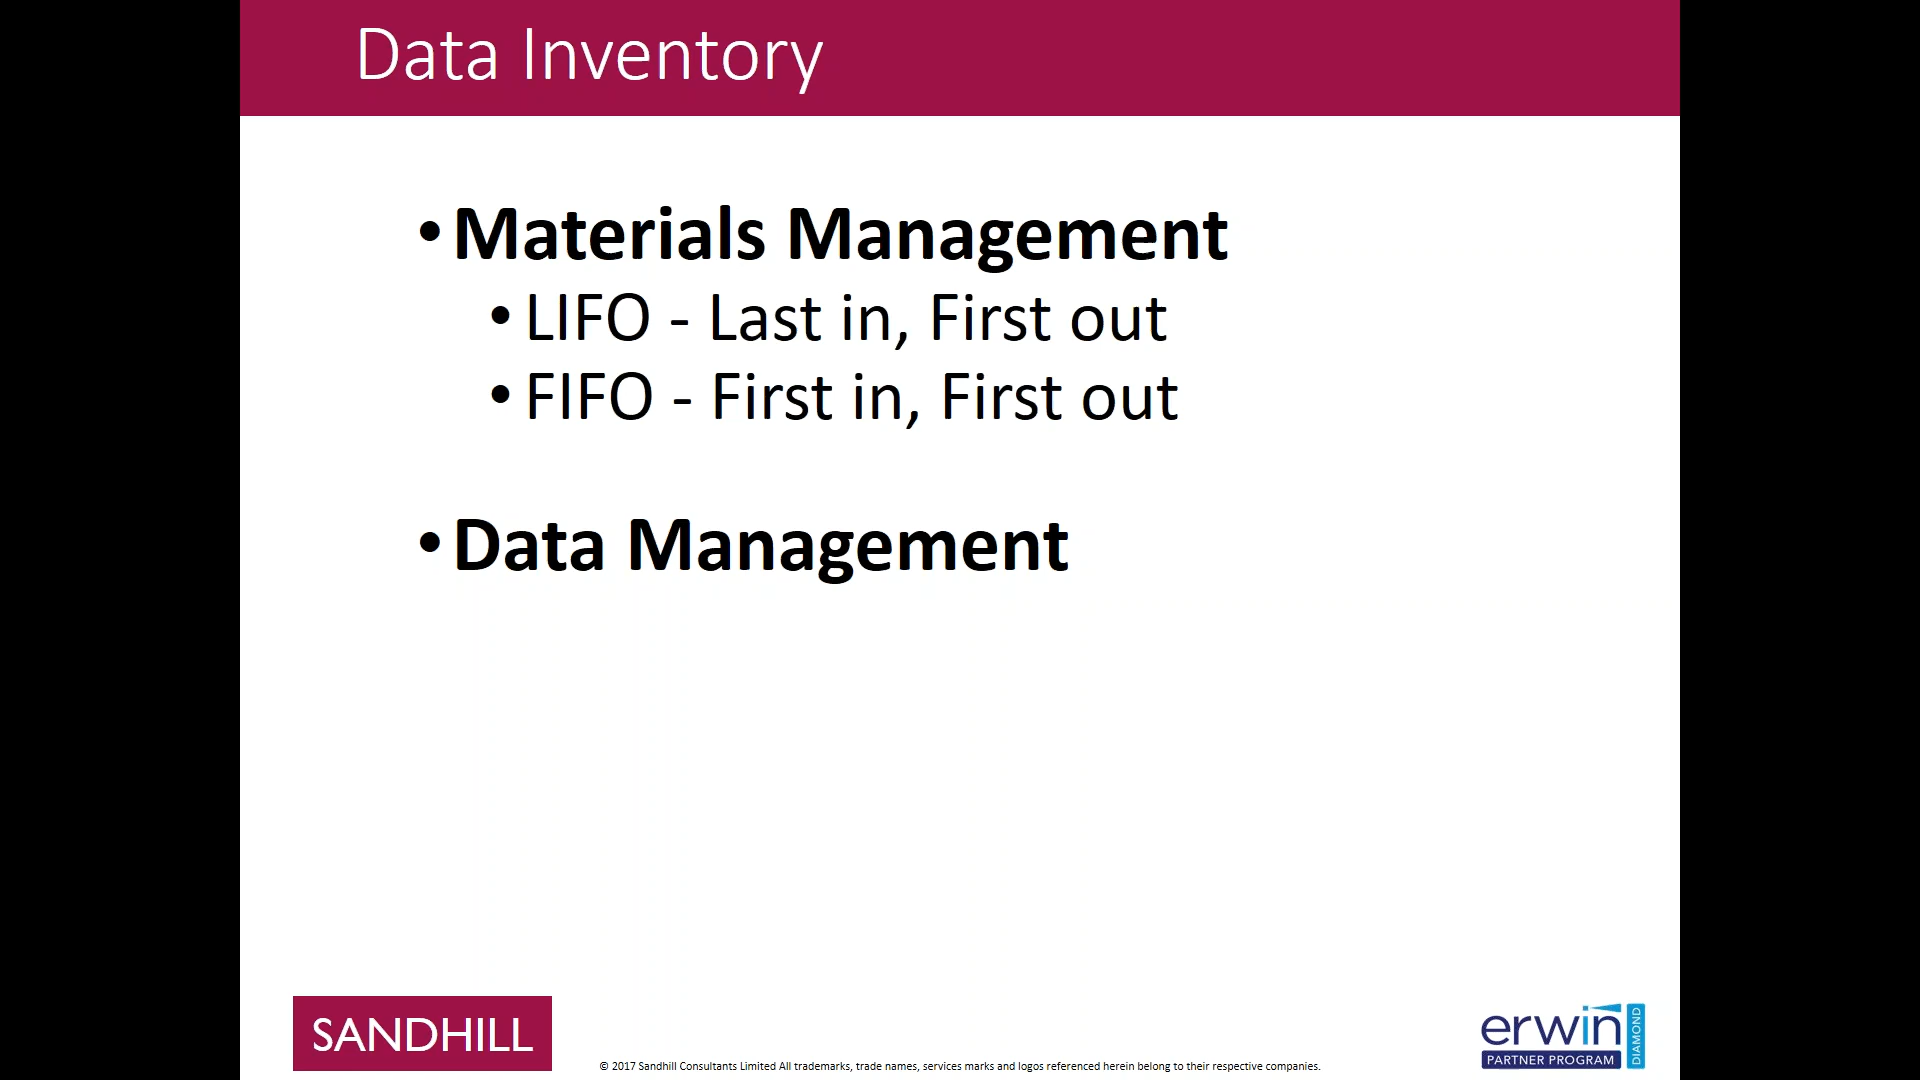 Data Inventory
• Materials Management
• LIFO - Last in, First out
• FIFO - First in, First out
• Data Management
SANDHILL
© 2017 Sandhill Consultants Limited All trademarks, trade names, services marks and logos referenced herein belong to their respective companies.
erwin
PARTNER PROGRAM
DIAMOND